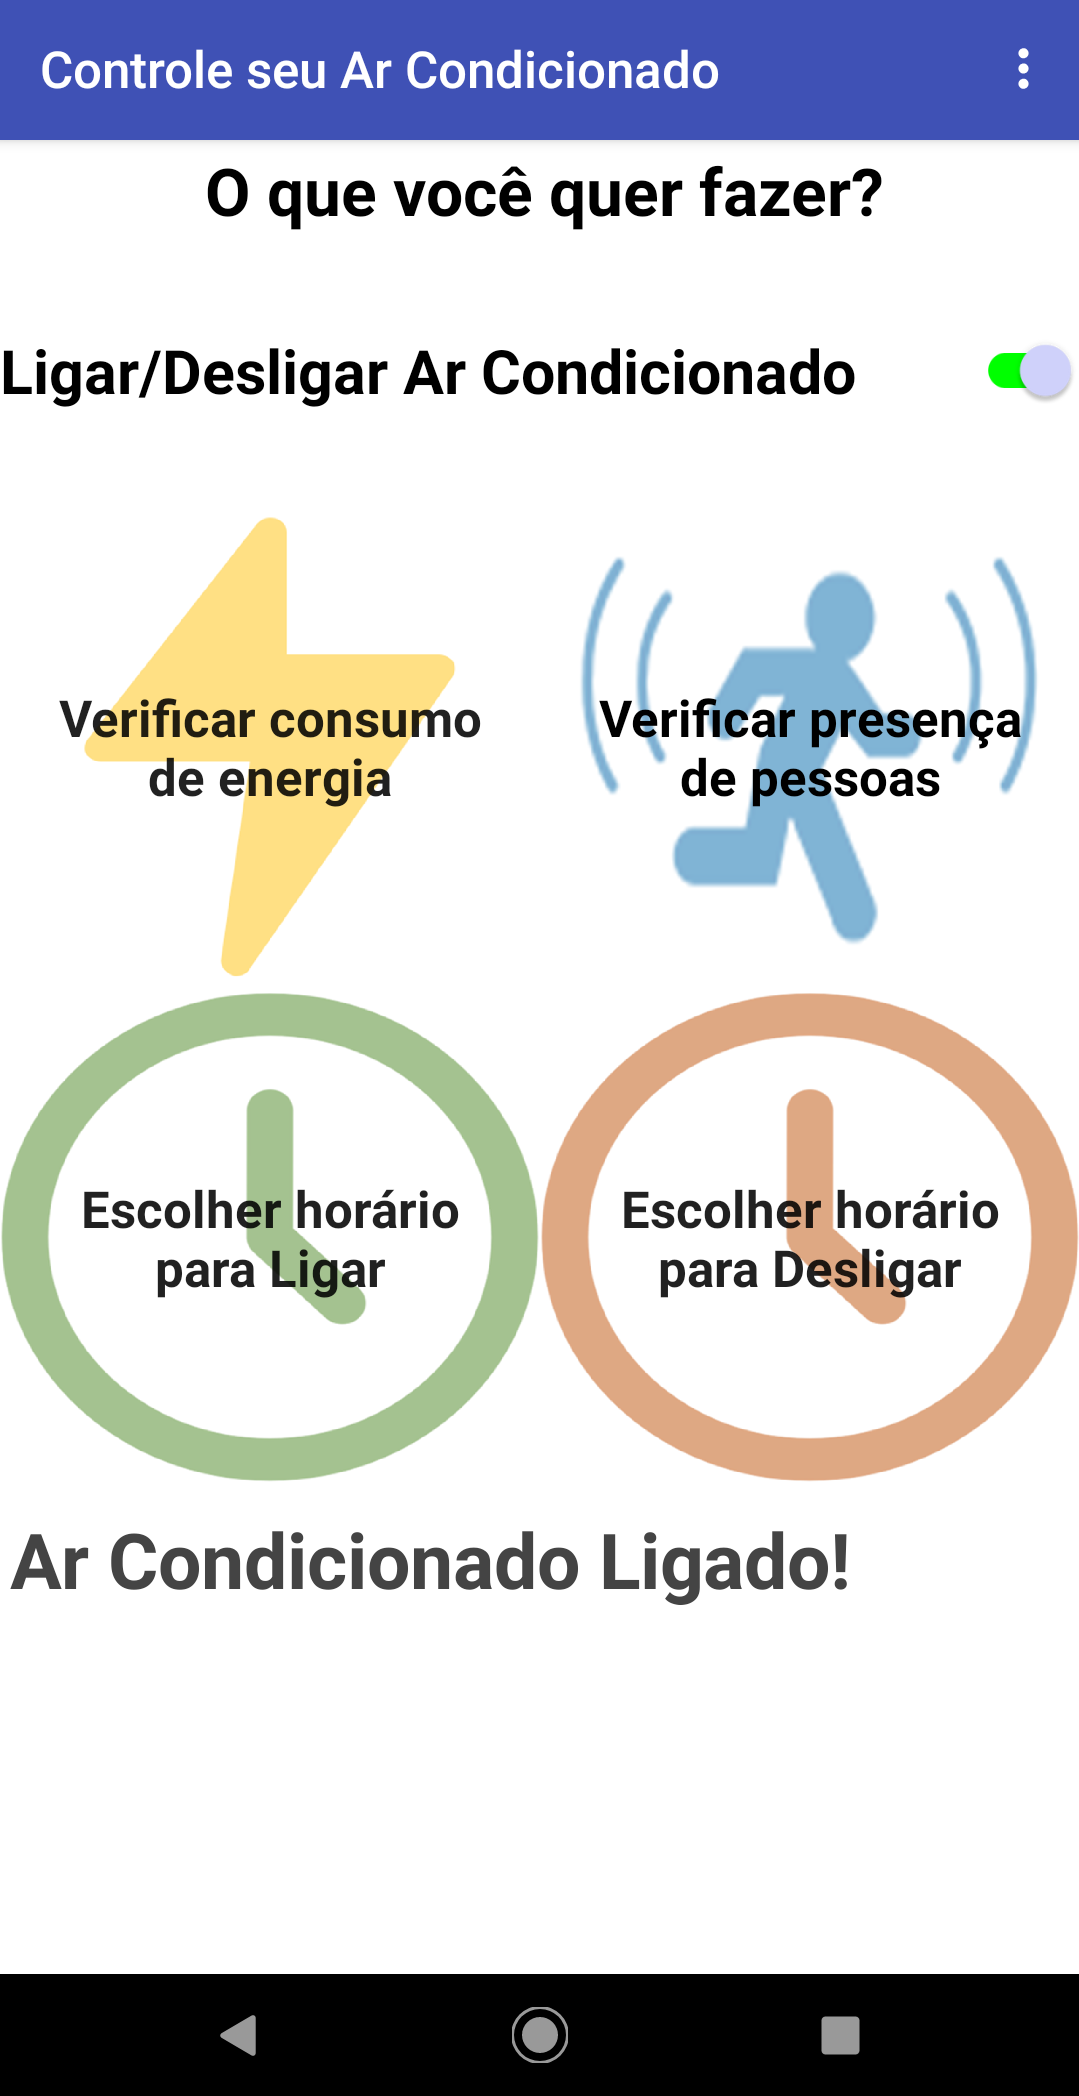 Controle seu Ar Condicionado
O que você quer fazer?
Ligar/Desligar Ar Condicionado
Verificar consumo
de energia
Verificar presença
de pessoas
Escolher horário
para Ligar
Escolher horário
para Desligar
Ar Condicionado Ligado!